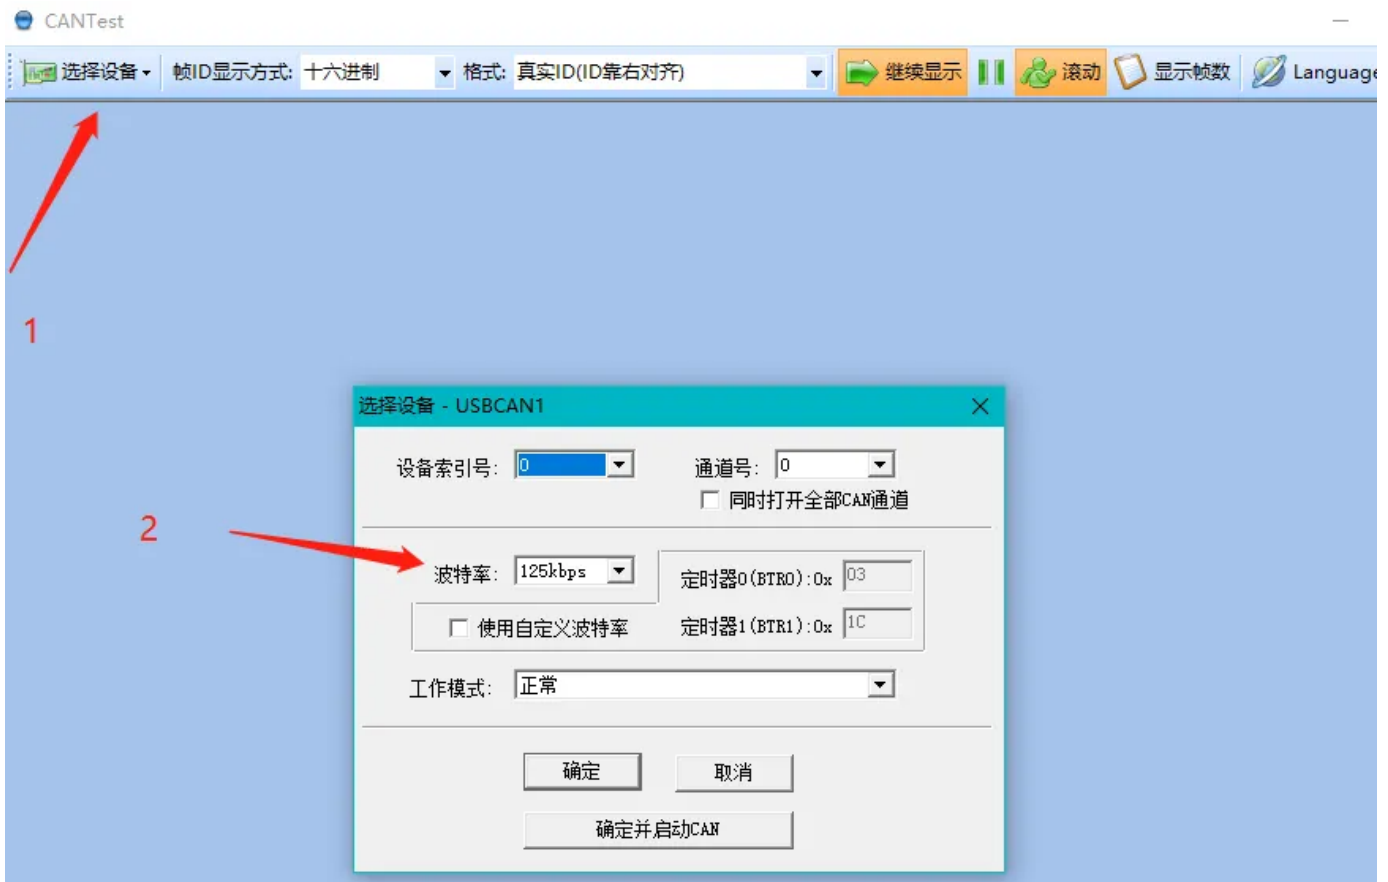 CANTest
选择设备 帧ID显示方式: 十六进制 格式: 真实ID(ID靠右对齐) 继续显示 滚动 显示帧数 Language
1
选择设备 - USBCAN1
设备索引号: 0 通道号: 0
同时打开全部CAN通道
2
波特率: 125kbps 定时器0(BTR0):0x 03
使用自定义波特率 定时器1(BTR1):0x 1C
工作模式: 正常
确定 取消
确定并启动CAN